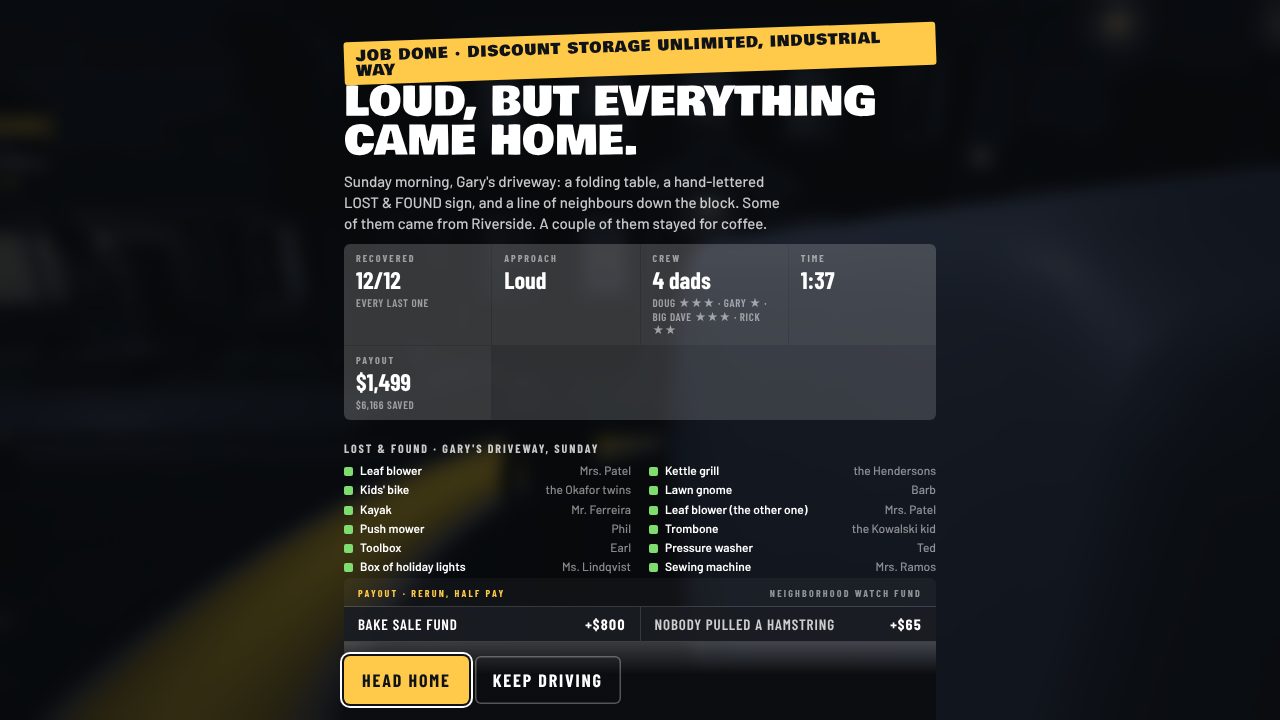 JOB DONE · DISCOUNT STORAGE UNLIMITED, INDUSTRIAL
WAY
LOUD, BUT EVERYTHING
CAME HOME.
Sunday morning, Gary's driveway: a folding table, a hand-lettered
LOST & FOUND sign, and a line of neighbours down the block. Some
of them came from Riverside. A couple of them stayed for coffee.
RECOVERED
12/12
EVERY LAST ONE
APPROACH
Loud
CREW
4 dads
DOUG ★★★ · GARY ★ ·
BIG DAVE ★★★ · RICK
★★
TIME
1:37
PAYOUT
$1,499
$6,166 SAVED
LOST & FOUND · GARY'S DRIVEWAY, SUNDAY
Leaf blower Mrs. Patel
Kettle grill the Hendersons
Kids' bike the Okafor twins
Lawn gnome Barb
Kayak Mr. Ferreira
Leaf blower (the other one) Mrs. Patel
Push mower Phil
Trombone the Kowalski kid
Toolbox Earl
Pressure washer Ted
Box of holiday lights Ms. Lindqvist
Sewing machine Mrs. Ramos
PAYOUT · RERUN, HALF PAY NEIGHBORHOOD WATCH FUND
BAKE SALE FUND +$800
NOBODY PULLED A HAMSTRING +$65
HEAD HOME
KEEP DRIVING